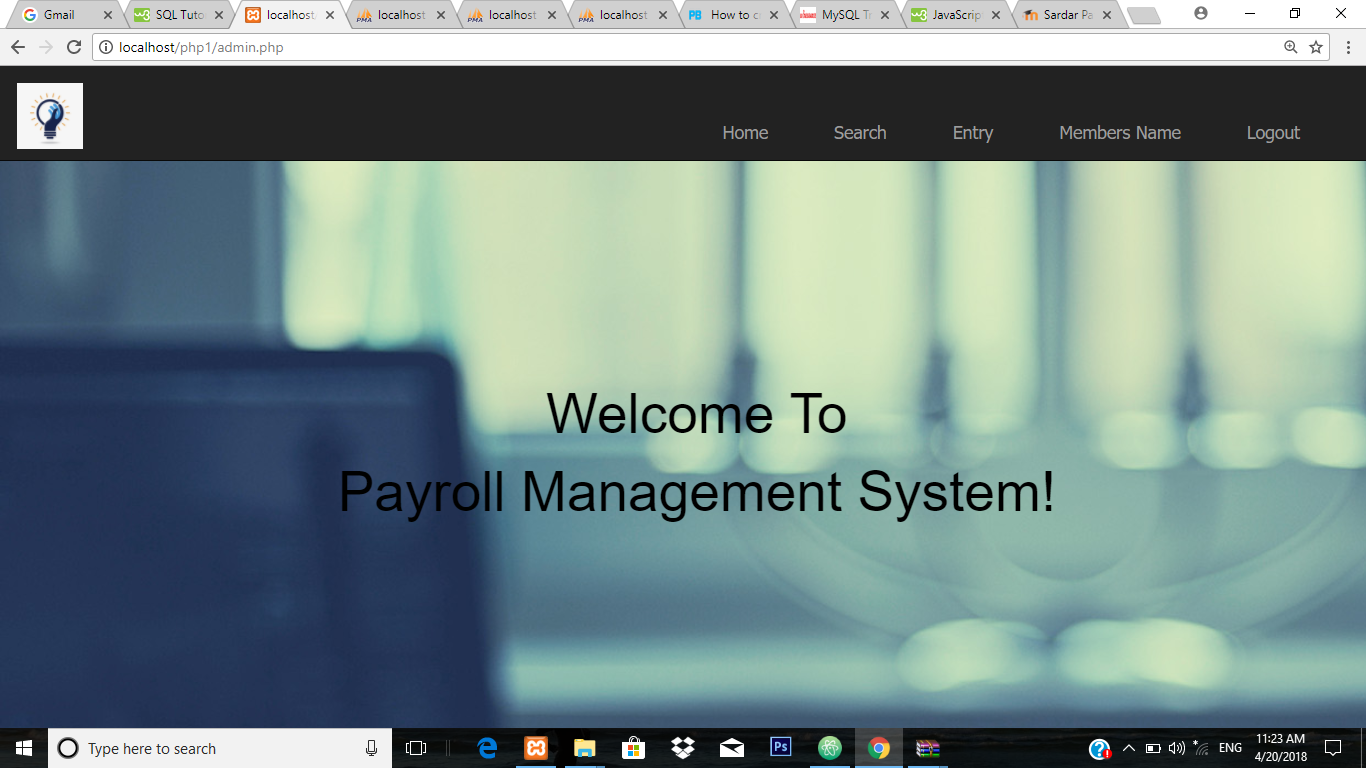 Gmail
SQL Tuto
localhost
localhost
localhost
localhost
How to c
MySQL T
JavaScrip
Sardar Pa
localhost/php1/admin.php
Home Search Entry Members Name Logout
Welcome To
Payroll Management System!
Type here to search
ENG
11:23 AM
4/20/2018